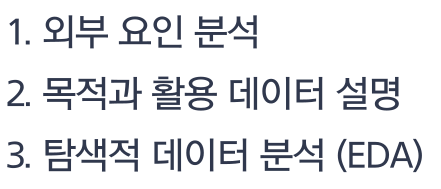 1. 외부 요인 분석
2. 목적과 활용 데이터 설명
3. 탐색적 데이터 분석 (EDA)